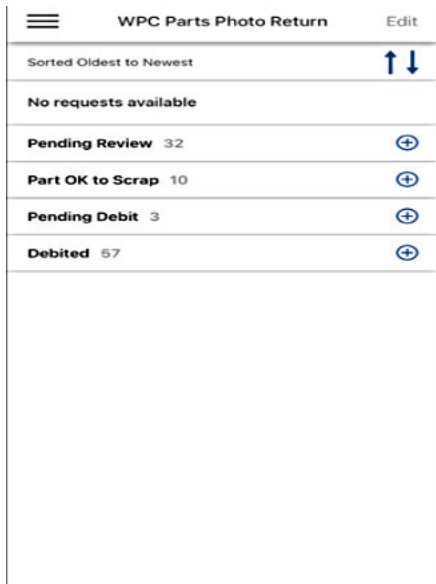 WPC Parts Photo Return Edit
Sorted Oldest to Newest
No requests available
Pending Review 32
Part OK to Scrap 10
Pending Debit 3
Debited 57